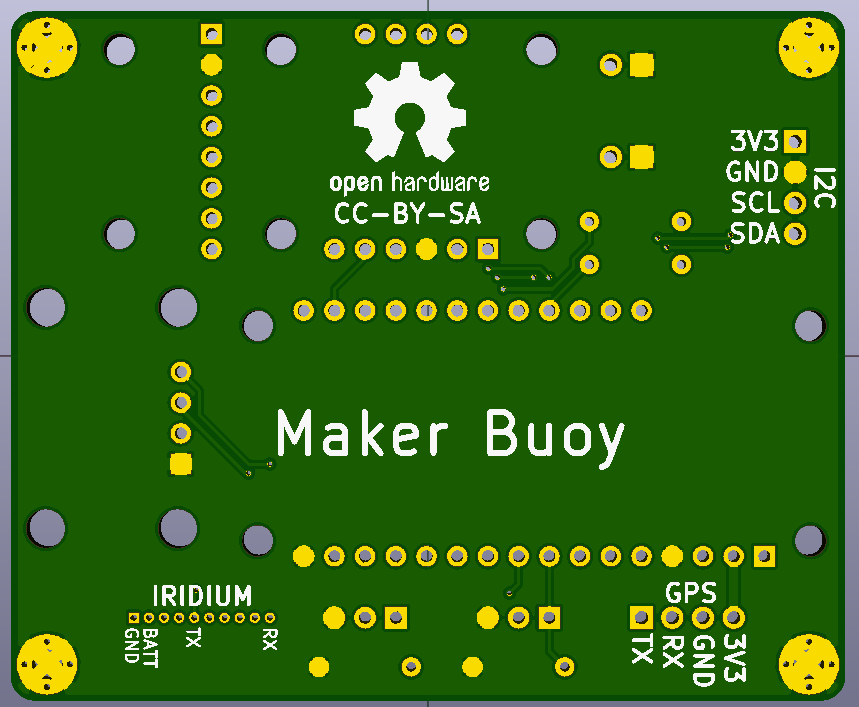 open hardware
CC-BY-SA
3V3
GND
SCL
SDA
I2C
Maker Buoy
IRIDIUM
GND
BATT
TX
RX
GPS
TX
RX
GND
3V3